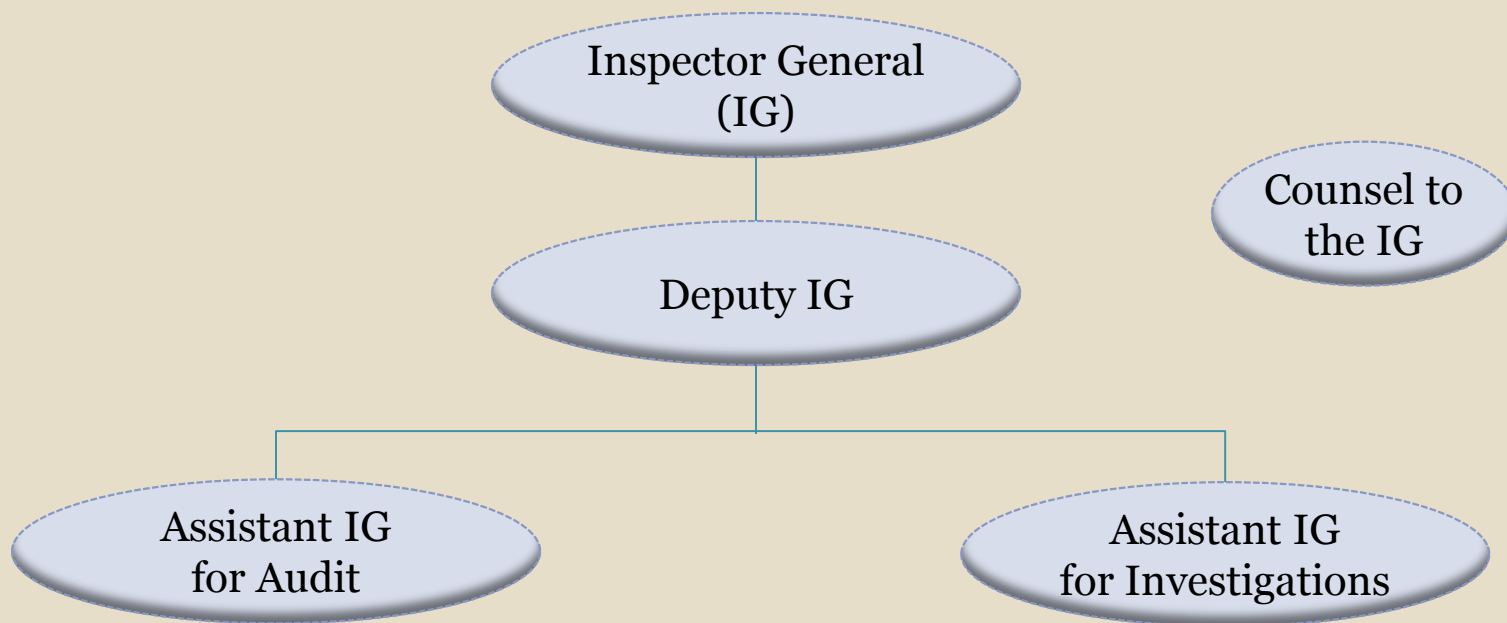 Inspector General
(IG)
Counsel to
the IG
Deputy IG
Assistant IG
for Audit
Assistant IG
for Investigations